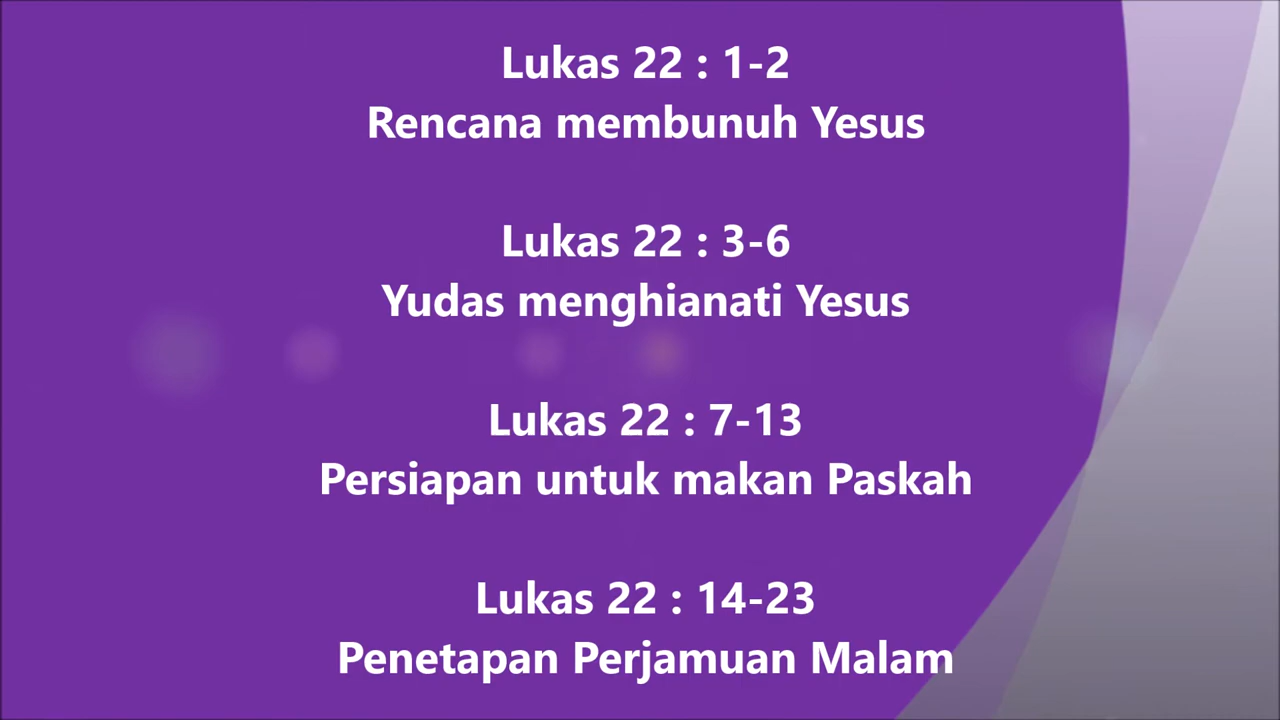 Lukas 22 : 1-2
Rencana membunuh Yesus
Lukas 22 : 3-6
Yudas menghianati Yesus
Lukas 22 : 7-13
Persiapan untuk makan Paskah
Lukas 22 : 14-23
Penetapan Perjamuan Malam